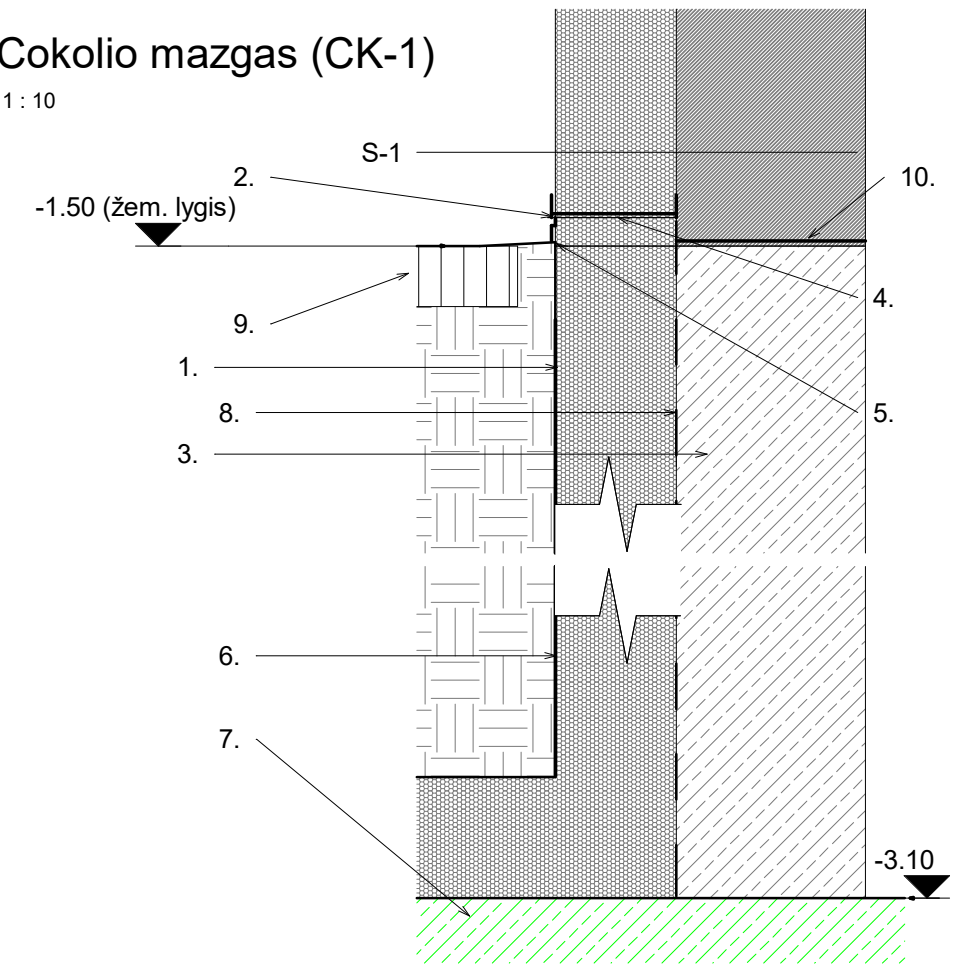 Cokolio mazgas (CK-1)
1 : 10
S-1
2.
10.
-1.50 (žem. lygis)
4.
9.
1.
8.
5.
3.
6.
7.
-3.10